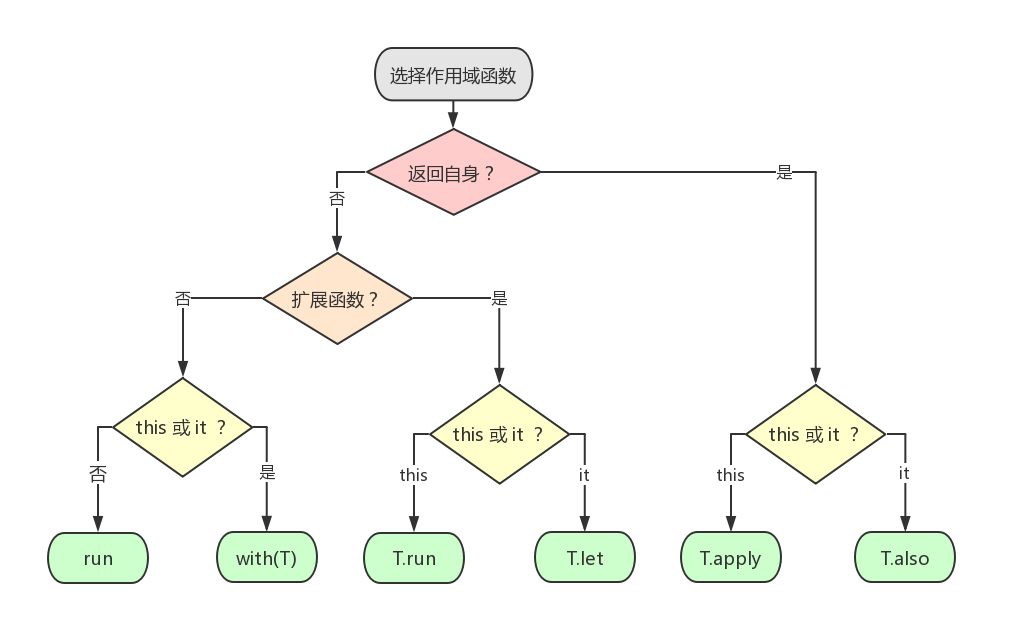 选择作用域函数
返回自身？
否
是
扩展函数？
否
是
this 或 it ？
this 或 it ？
this 或 it ？
否
是
this
it
this
it
run
with(T)
T.run
T.let
T.apply
T.also